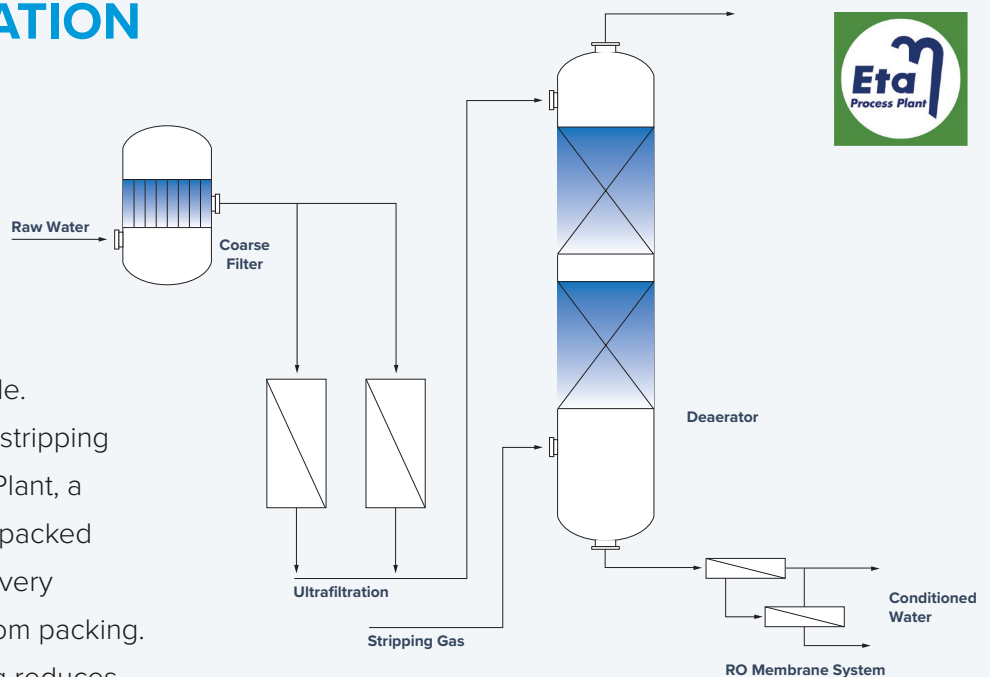 ATION
Eta
Process Plant
Raw Water
Coarse
Filter
le.
stripping
Plant, a
packed
very
om packing.
g reduces
Deaerator
Ultrafiltration
Stripping Gas
Conditioned
Water
RO Membrane System